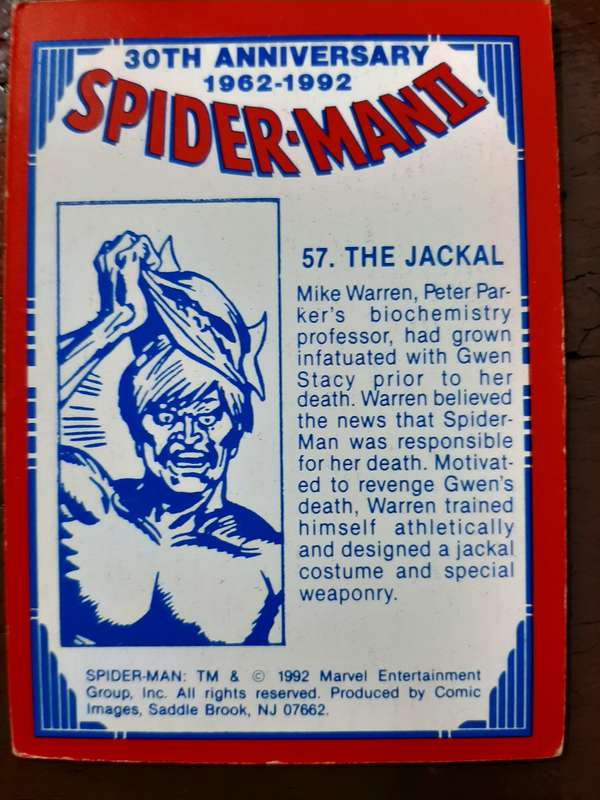 30TH ANNIVERSARY
1962-1992
SPIDER-MAN II
57. THE JACKAL
Mike Warren, Peter Par-
ker's biochemistry
professor, had grown
infatuated with Gwen
Stacy prior to her
death. Warren believed
the news that Spider-
Man was responsible
for her death. Motivat-
ed to revenge Gwen's
death, Warren trained
himself athletically
and designed a jackal
costume and special
weaponry.
SPIDER-MAN: TM & © 1992 Marvel Entertainment
Group, Inc. All rights reserved. Produced by Comic
Images, Saddle Brook, NJ 07662.